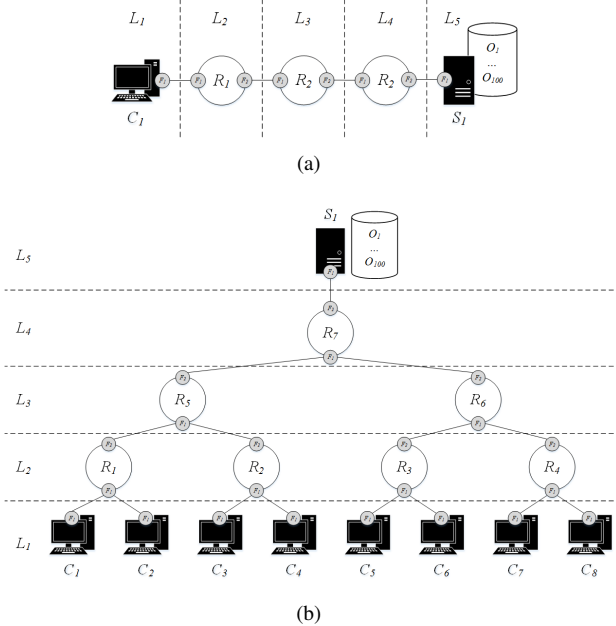 L1 L2 L3 L4 L5
F1 F1 R1 F2 F1 R2 F2 F1 R2 F2 F1
O1
...
O100
C1 S1
(a)
S1
O1
...
O100
L5
F1
F2
L4 R7
F1
F2 F2
L3 R5 R6
F1 F1
F2 F2 F2 F2
L2 R1 R2 R3 R4
F1 F1 F1 F1
F1 F1 F1 F1 F1 F1 F1 F1
L1
C1 C2 C3 C4 C5 C6 C7 C8
(b)